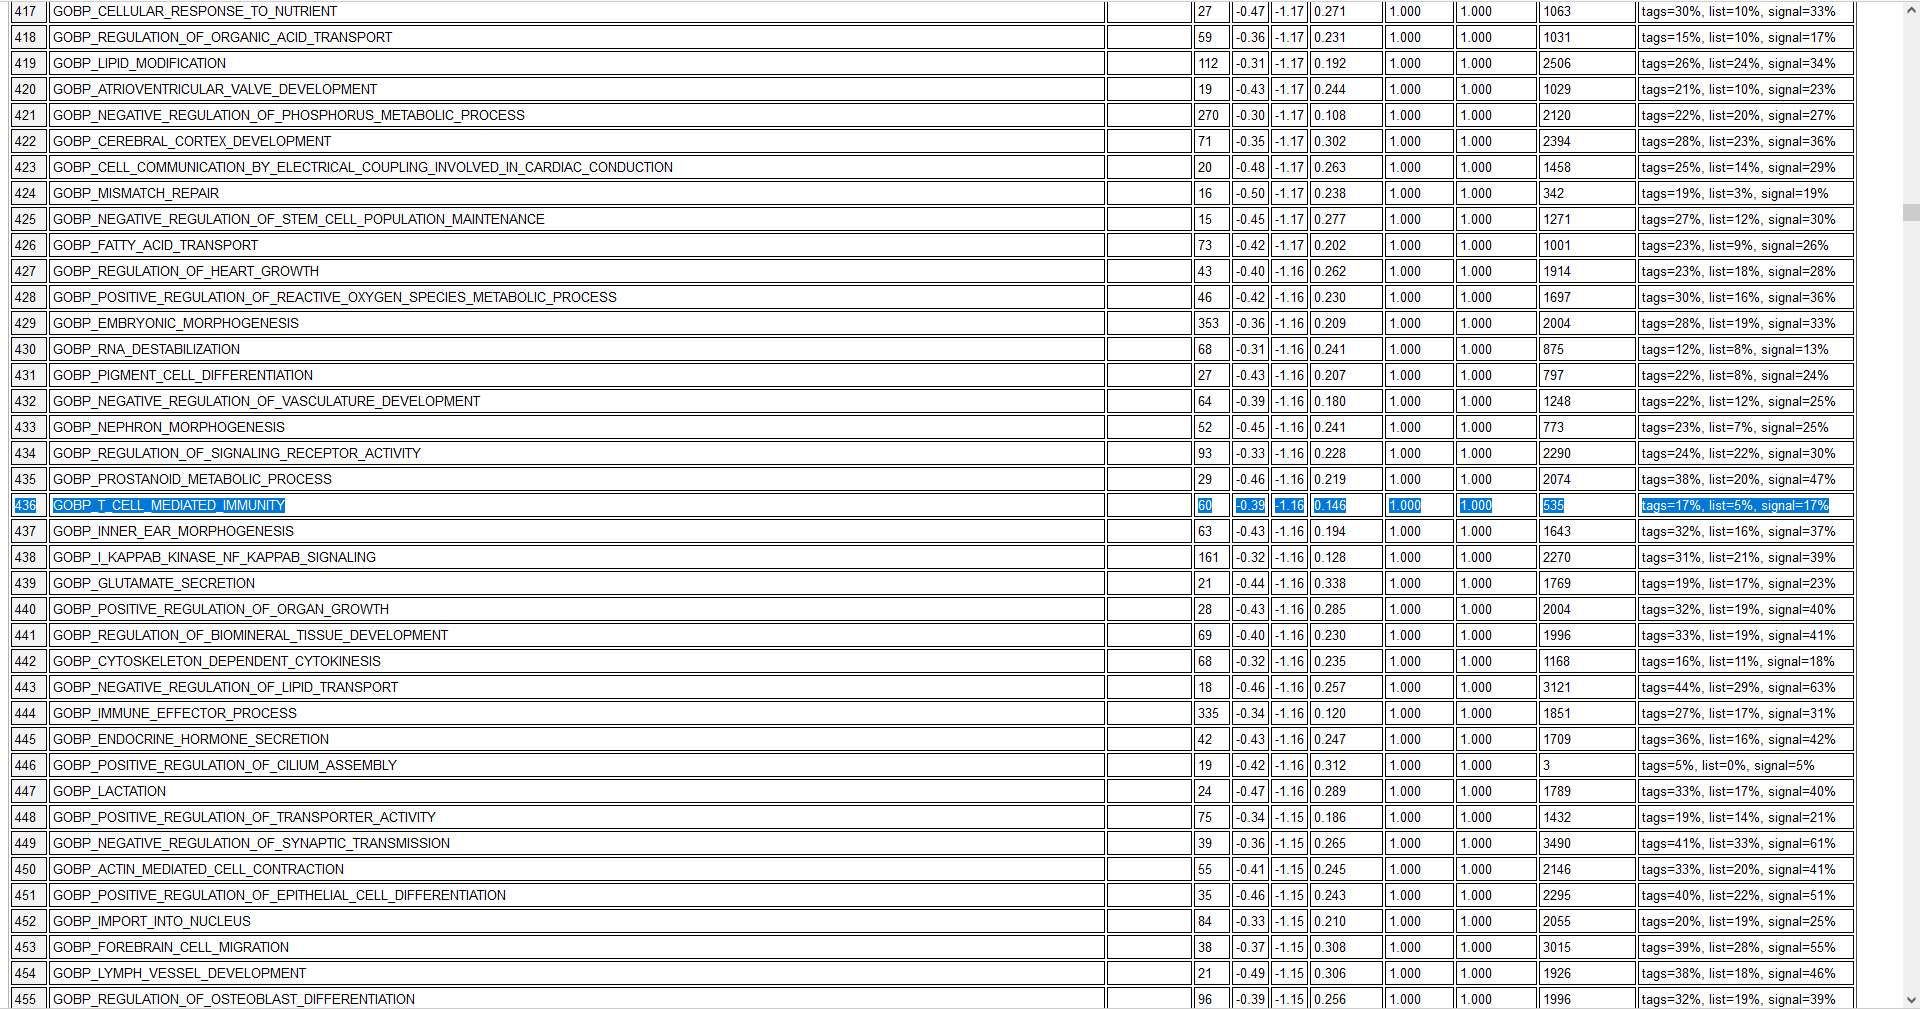 417 GOBP_CELLULAR_RESPONSE_TO_NUTRIENT 27 -0.47 -1.17 0.271 1.000 1.000 1063 tags=30%, list=10%, signal=33%
418 GOBP_REGULATION_OF_ORGANIC_ACID_TRANSPORT 59 -0.36 -1.17 0.231 1.000 1.000 1031 tags=15%, list=10%, signal=17%
419 GOBP_LIPID_MODIFICATION 112 -0.31 -1.17 0.192 1.000 1.000 2506 tags=26%, list=24%, signal=34%
420 GOBP_ATRIOVENTRICULAR_VALVE_DEVELOPMENT 19 -0.43 -1.17 0.244 1.000 1.000 1029 tags=21%, list=10%, signal=23%
421 GOBP_NEGATIVE_REGULATION_OF_PHOSPHORUS_METABOLIC_PROCESS 270 -0.30 -1.17 0.108 1.000 1.000 2120 tags=22%, list=20%, signal=27%
422 GOBP_CEREBRAL_CORTEX_DEVELOPMENT 71 -0.35 -1.17 0.302 1.000 1.000 2394 tags=28%, list=23%, signal=36%
423 GOBP_CELL_COMMUNICATION_BY_ELECTRICAL_COUPLING_INVOLVED_IN_CARDIAC_CONDUCTION 20 -0.48 -1.17 0.263 1.000 1.000 1458 tags=25%, list=14%, signal=29%
424 GOBP_MISMATCH_REPAIR 16 -0.50 -1.17 0.238 1.000 1.000 342 tags=19%, list=3%, signal=19%
425 GOBP_NEGATIVE_REGULATION_OF_STEM_CELL_POPULATION_MAINTENANCE 15 -0.45 -1.17 0.277 1.000 1.000 1271 tags=27%, list=12%, signal=30%
426 GOBP_FATTY_ACID_TRANSPORT 73 -0.42 -1.17 0.202 1.000 1.000 1001 tags=23%, list=9%, signal=26%
427 GOBP_REGULATION_OF_HEART_GROWTH 43 -0.40 -1.16 0.262 1.000 1.000 1914 tags=23%, list=18%, signal=28%
428 GOBP_POSITIVE_REGULATION_OF_REACTIVE_OXYGEN_SPECIES_METABOLIC_PROCESS 46 -0.42 -1.16 0.230 1.000 1.000 1697 tags=30%, list=16%, signal=36%
429 GOBP_EMBRYONIC_MORPHOGENESIS 353 -0.36 -1.16 0.209 1.000 1.000 2004 tags=28%, list=19%, signal=33%
430 GOBP_RNA_DESTABILIZATION 68 -0.31 -1.16 0.241 1.000 1.000 875 tags=12%, list=8%, signal=13%
431 GOBP_PIGMENT_CELL_DIFFERENTIATION 27 -0.43 -1.16 0.207 1.000 1.000 797 tags=22%, list=8%, signal=24%
432 GOBP_NEGATIVE_REGULATION_OF_VASCULATURE_DEVELOPMENT 64 -0.39 -1.16 0.180 1.000 1.000 1248 tags=22%, list=12%, signal=25%
433 GOBP_NEPHRON_MORPHOGENESIS 52 -0.45 -1.16 0.241 1.000 1.000 773 tags=23%, list=7%, signal=25%
434 GOBP_REGULATION_OF_SIGNALING_RECEPTOR_ACTIVITY 93 -0.33 -1.16 0.228 1.000 1.000 2290 tags=24%, list=22%, signal=30%
435 GOBP_PROSTANOID_METABOLIC_PROCESS 29 -0.46 -1.16 0.219 1.000 1.000 2074 tags=38%, list=20%, signal=47%
436 GOBP_T_CELL_MEDIATED_IMMUNITY 60 -0.39 -1.16 0.146 1.000 1.000 535 tags=17%, list=5%, signal=17%
437 GOBP_INNER_EAR_MORPHOGENESIS 63 -0.43 -1.16 0.194 1.000 1.000 1643 tags=32%, list=16%, signal=37%
438 GOBP_I_KAPPAB_KINASE_NF_KAPPAB_SIGNALING 161 -0.32 -1.16 0.128 1.000 1.000 2270 tags=31%, list=21%, signal=39%
439 GOBP_GLUTAMATE_SECRETION 21 -0.44 -1.16 0.338 1.000 1.000 1769 tags=19%, list=17%, signal=23%
440 GOBP_POSITIVE_REGULATION_OF_ORGAN_GROWTH 28 -0.43 -1.16 0.285 1.000 1.000 2004 tags=32%, list=19%, signal=40%
441 GOBP_REGULATION_OF_BIOMINERAL_TISSUE_DEVELOPMENT 69 -0.40 -1.16 0.230 1.000 1.000 1996 tags=33%, list=19%, signal=41%
442 GOBP_CYTOSKELETON_DEPENDENT_CYTOKINESIS 68 -0.32 -1.16 0.235 1.000 1.000 1168 tags=16%, list=11%, signal=18%
443 GOBP_NEGATIVE_REGULATION_OF_LIPID_TRANSPORT 18 -0.46 -1.16 0.257 1.000 1.000 3121 tags=44%, list=29%, signal=63%
444 GOBP_IMMUNE_EFFECTOR_PROCESS 335 -0.34 -1.16 0.120 1.000 1.000 1851 tags=27%, list=17%, signal=31%
445 GOBP_ENDOCRINE_HORMONE_SECRETION 42 -0.43 -1.16 0.247 1.000 1.000 1709 tags=36%, list=16%, signal=42%
446 GOBP_POSITIVE_REGULATION_OF_CILIUM_ASSEMBLY 19 -0.42 -1.16 0.312 1.000 1.000 3 tags=5%, list=0%, signal=5%
447 GOBP_LACTATION 24 -0.47 -1.16 0.289 1.000 1.000 1789 tags=33%, list=17%, signal=40%
448 GOBP_POSITIVE_REGULATION_OF_TRANSPORTER_ACTIVITY 75 -0.34 -1.15 0.186 1.000 1.000 1432 tags=19%, list=14%, signal=21%
449 GOBP_NEGATIVE_REGULATION_OF_SYNAPTIC_TRANSMISSION 39 -0.36 -1.15 0.265 1.000 1.000 3490 tags=41%, list=33%, signal=61%
450 GOBP_ACTIN_MEDIATED_CELL_CONTRACTION 55 -0.41 -1.15 0.245 1.000 1.000 2146 tags=33%, list=20%, signal=41%
451 GOBP_POSITIVE_REGULATION_OF_EPITHELIAL_CELL_DIFFERENTIATION 35 -0.46 -1.15 0.243 1.000 1.000 2295 tags=40%, list=22%, signal=51%
452 GOBP_IMPORT_INTO_NUCLEUS 84 -0.33 -1.15 0.210 1.000 1.000 2055 tags=20%, list=19%, signal=25%
453 GOBP_FOREBRAIN_CELL_MIGRATION 38 -0.37 -1.15 0.308 1.000 1.000 3015 tags=39%, list=28%, signal=55%
454 GOBP_LYMPH_VESSEL_DEVELOPMENT 21 -0.49 -1.15 0.306 1.000 1.000 1926 tags=38%, list=18%, signal=46%
455 GOBP_REGULATION_OF_OSTEOBLAST_DIFFERENTIATION 96 -0.39 -1.15 0.256 1.000 1.000 1996 tags=32%, list=19%, signal=39%